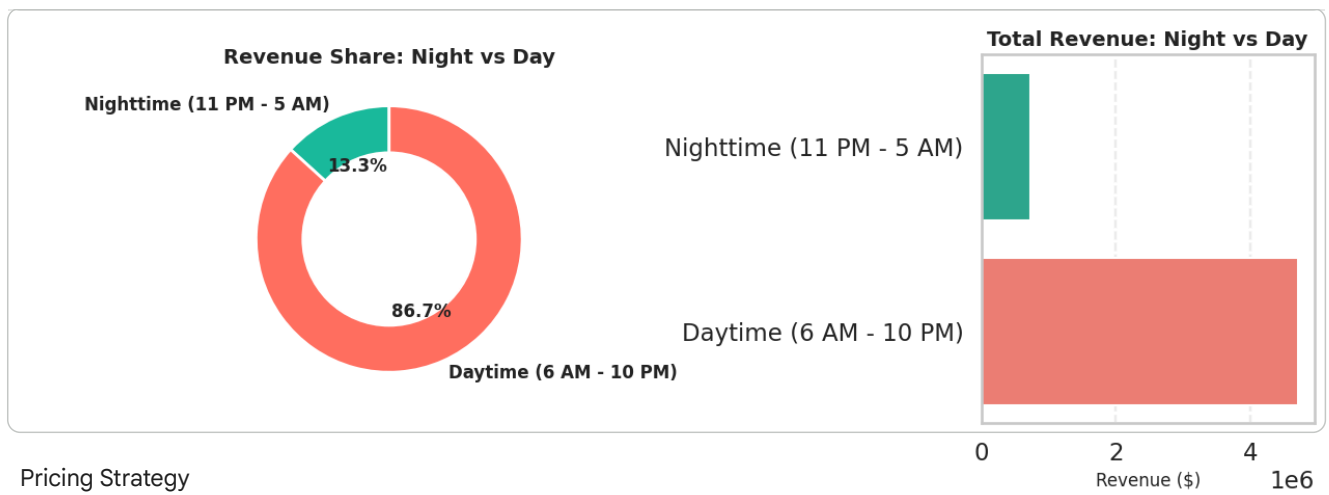 Revenue Share: Night vs Day
Nighttime (11 PM - 5 AM)
13.3%
86.7%
Daytime (6 AM - 10 PM)
Total Revenue: Night vs Day
Nighttime (11 PM - 5 AM)
Daytime (6 AM - 10 PM)
0 2 4
Revenue ($) 1e6
Pricing Strategy